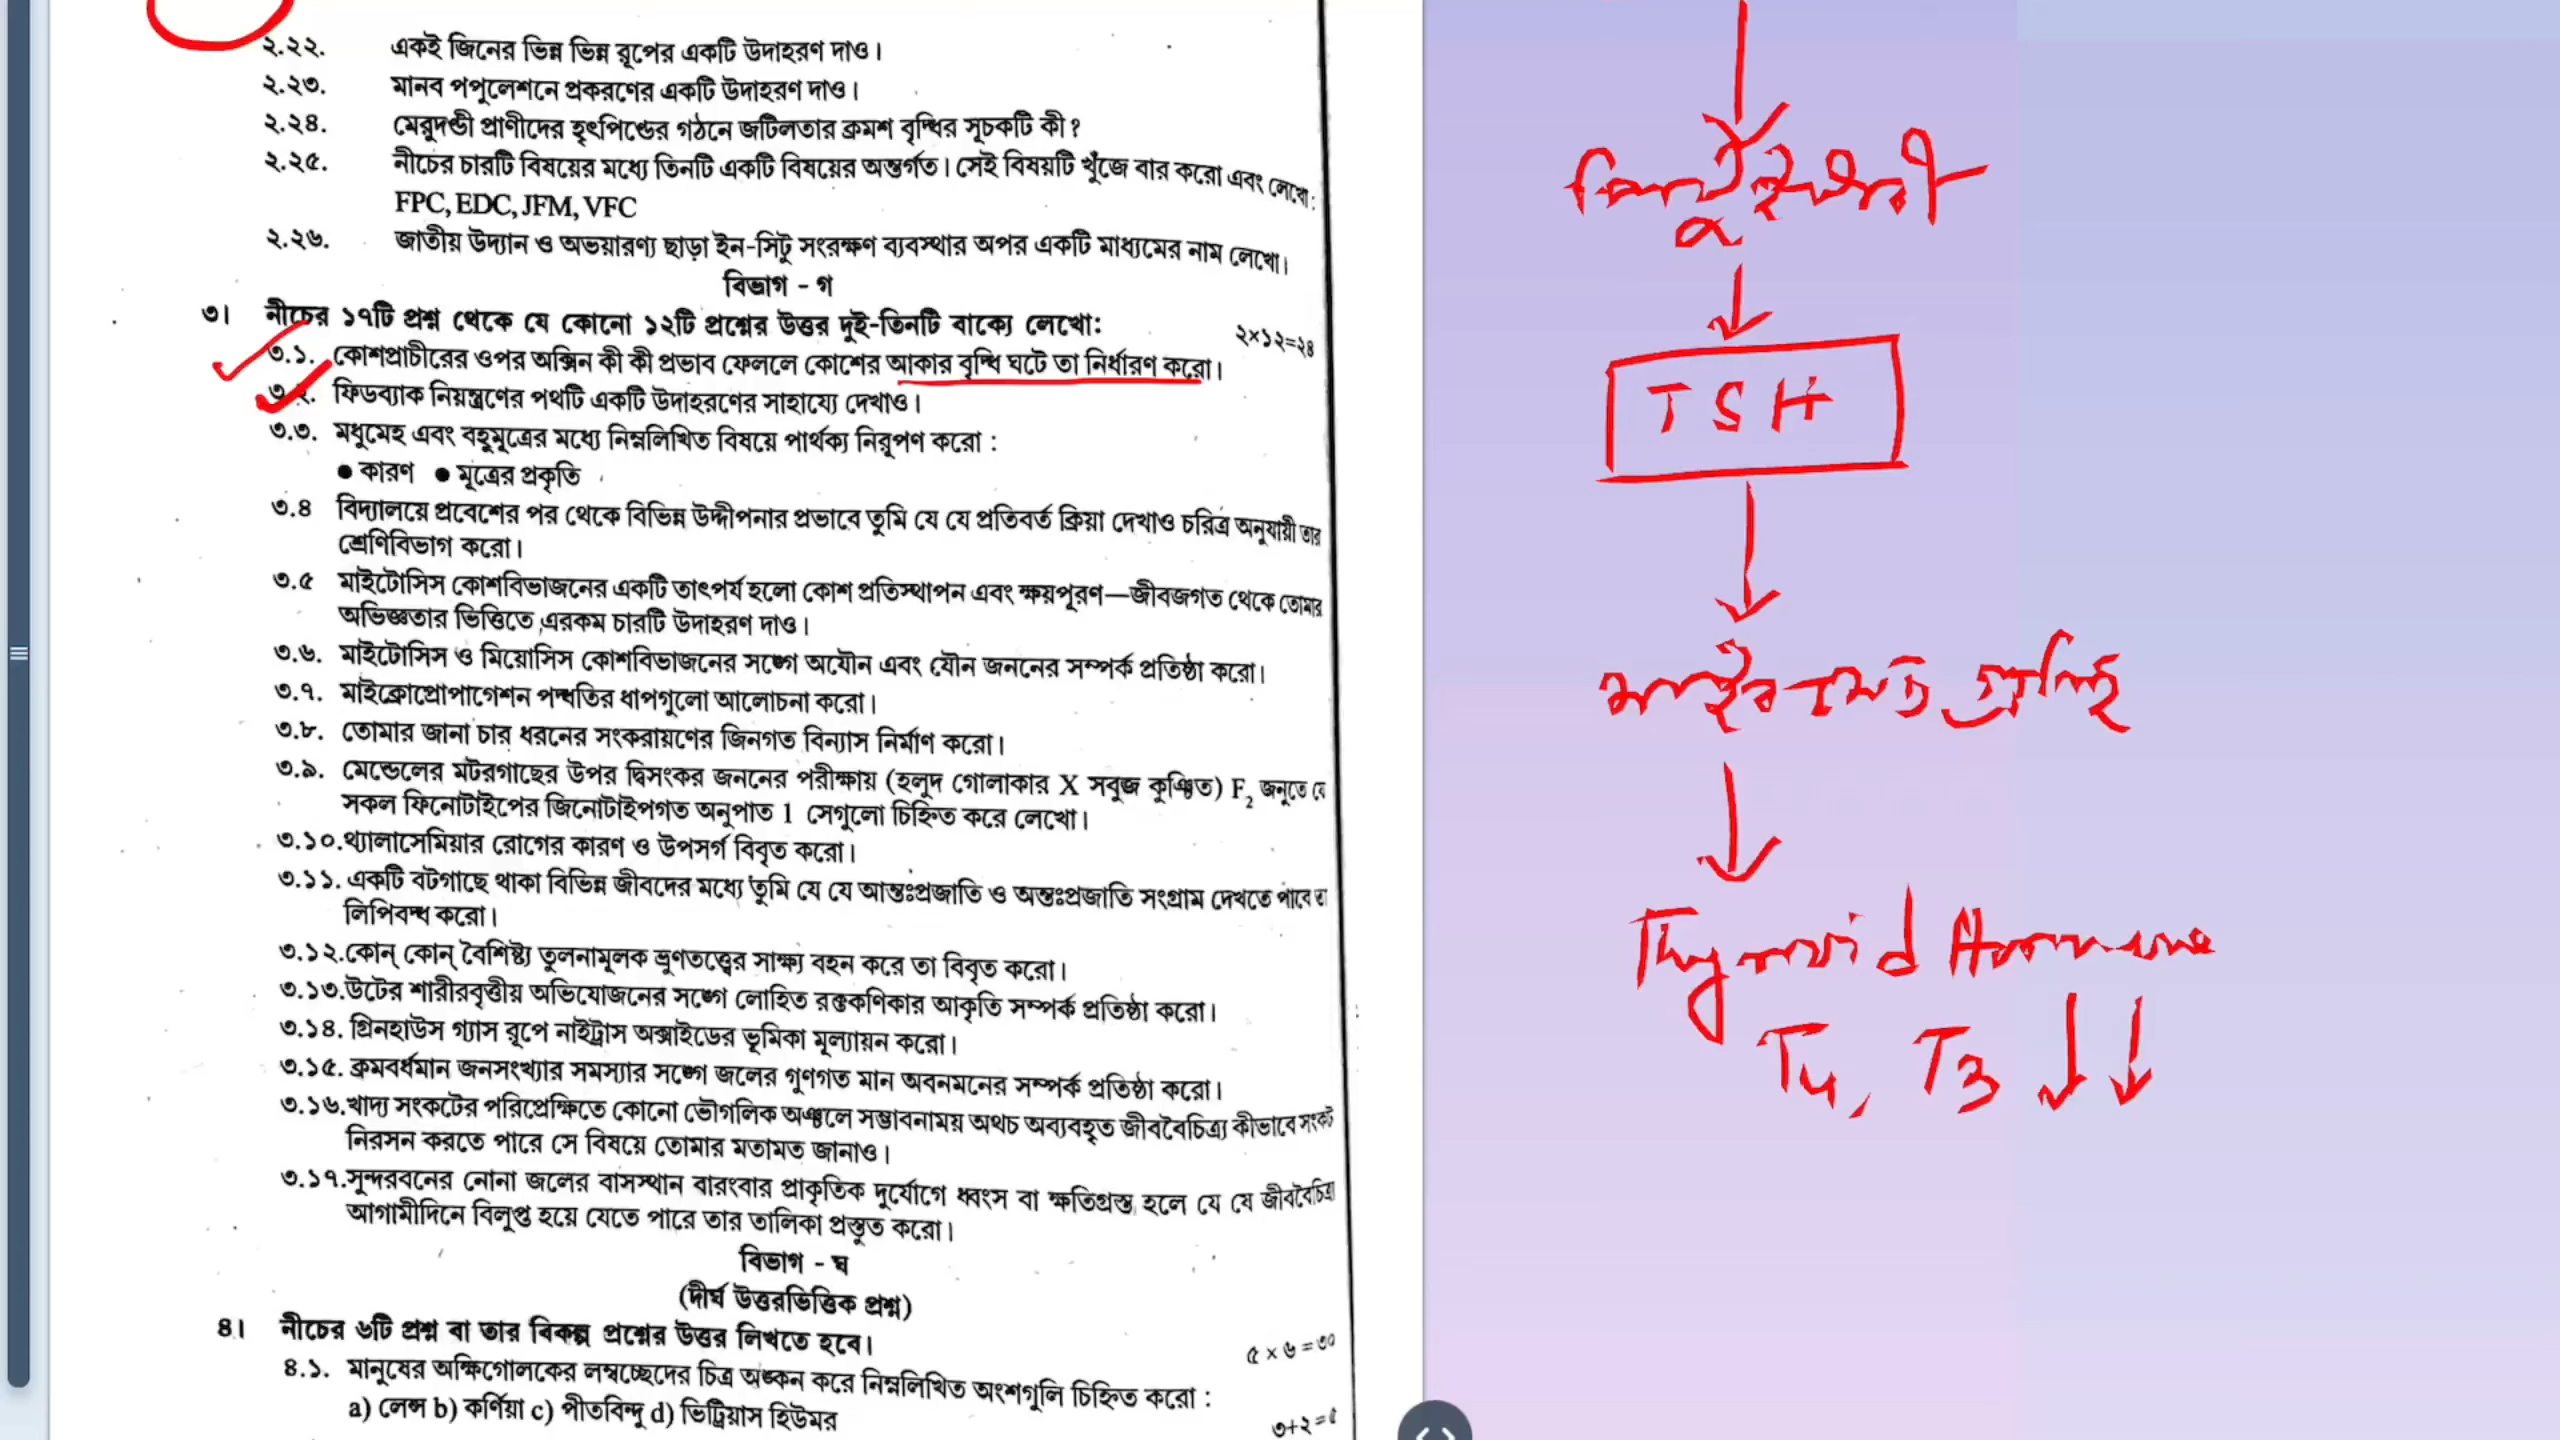 ২.২২. একই জিনের ভিন্ন ভিন্ন রূপের একটি উদাহরণ দাও।
২.২৩. মানব পপুলেশনে প্রকরণের একটি উদাহরণ দাও।
২.২৪. মেরুদণ্ডী প্রাণীদের হৃৎপিণ্ডের গঠনে জটিলতার ক্রমশ বৃদ্ধির সূচকটি কী?
২.২৫. নীচের চারটি বিষয়ের মধ্যে তিনটি একটি বিষয়ের অন্তর্গত। সেই বিষয়টি খুঁজে বার করো এবং লেখো:
FPC, EDC, JFM, VFC
২.২৬. জাতীয় উদ্যান ও অভয়ারণ্য ছাড়া ইন-সিটু সংরক্ষণ ব্যবস্থার অপর একটি মাধ্যমের নাম লেখো।
বিভাগ - গ
৩। নীচের ১৭টি প্রশ্ন থেকে যে কোনো ১২টি প্রশ্নের উত্তর দুই-তিনটি বাক্যে লেখো: ২×১২=২৪
৩.১. কোশপ্রাচীরের ওপর অক্সিন কী কী প্রভাব ফেললে কোশের আকার বৃদ্ধি ঘটে তা নির্ধারণ করো।
৩.২. ফিডব্যাক নিয়ন্ত্রণের পথটি একটি উদাহরণের সাহায্যে দেখাও।
৩.৩. মধুমেহ এবং বহুমূত্রের মধ্যে নিম্নলিখিত বিষয়ে পার্থক্য নিরূপণ করো :
● কারণ ● মূত্রের প্রকৃতি
৩.৪ বিদ্যালয়ে প্রবেশের পর থেকে বিভিন্ন উদ্দীপনার প্রভাবে তুমি যে যে প্রতিবর্ত ক্রিয়া দেখাও চরিত্র অনুযায়ী তার
শ্রেণিবিভাগ করো।
৩.৫ মাইটোসিস কোশবিভাজনের একটি তাৎপর্য হলো কোশ প্রতিস্থাপন এবং ক্ষয়পূরণ—জীবজগত থেকে তোমার
অভিজ্ঞতার ভিত্তিতে এরকম চারটি উদাহরণ দাও।
৩.৬. মাইটোসিস ও মিয়োসিস কোশবিভাজনের সঙ্গে অযৌন এবং যৌন জননের সম্পর্ক প্রতিষ্ঠা করো।
৩.৭. মাইক্রোপ্রোপাগেশন পদ্ধতির ধাপগুলো আলোচনা করো।
৩.৮. তোমার জানা চার ধরনের সংকরায়ণের জিনগত বিন্যাস নির্মাণ করো।
৩.৯. মেন্ডেলের মটরগাছের উপর দ্বিসংকর জননের পরীক্ষায় (হলুদ গোলাকার X সবুজ কুঞ্চিত) F₂ জনুতে যে
সকল ফিনোটাইপের জিনোটাইপগত অনুপাত 1 সেগুলো চিহ্নিত করে লেখো।
৩.১০.থ্যালাসেমিয়ার রোগের কারণ ও উপসর্গ বিবৃত করো।
৩.১১. একটি বটগাছে থাকা বিভিন্ন জীবদের মধ্যে তুমি যে যে আন্তঃপ্রজাতি ও অন্তঃপ্রজাতি সংগ্রাম দেখতে পাবে তা
লিপিবদ্ধ করো।
৩.১২.কোন্ কোন্ বৈশিষ্ট্য তুলনামূলক ভ্রূণতত্ত্বের সাক্ষ্য বহন করে তা বিবৃত করো।
৩.১৩.উটের শারীরবৃত্তীয় অভিযোজনের সঙ্গে লোহিত রক্তকণিকার আকৃতি সম্পর্ক প্রতিষ্ঠা করো।
৩.১৪. গ্রিনহাউস গ্যাস রূপে নাইট্রাস অক্সাইডের ভূমিকা মূল্যায়ন করো।
৩.১৫. ক্রমবর্ধমান জনসংখ্যার সমস্যার সঙ্গে জলের গুণগত মান অবনমনের সম্পর্ক প্রতিষ্ঠা করো।
৩.১৬.খাদ্য সংকটের পরিপ্রেক্ষিতে কোনো ভৌগলিক অঞ্চলে সম্ভাবনাময় অথচ অব্যবহৃত জীববৈচিত্র্য কীভাবে সংকট
নিরসন করতে পারে সে বিষয়ে তোমার মতামত জানাও।
৩.১৭.সুন্দরবনের নোনা জলের বাসস্থান বারংবার প্রাকৃতিক দুর্যোগে ধ্বংস বা ক্ষতিগ্রস্ত হলে যে যে জীববৈচিত্র্য
আগামীদিনে বিলুপ্ত হয়ে যেতে পারে তার তালিকা প্রস্তুত করো।
বিভাগ - ঘ
(দীর্ঘ উত্তরভিত্তিক প্রশ্ন)
৪। নীচের ৬টি প্রশ্ন বা তার বিকল্প প্রশ্নের উত্তর লিখতে হবে। ৫×৬=৩০
৪.১. মানুষের অক্ষিগোলকের লম্বচ্ছেদের চিত্র অঙ্কন করে নিম্নলিখিত অংশগুলি চিহ্নিত করো :
a) লেন্স b) কর্ণিয়া c) পীতবিন্দু d) ভিট্রিয়াস হিউমর ৩+২=৫
পিটুইটারী
TSH
থাইরয়েড গ্রন্থি
Thyroid Hormone
T4, T3